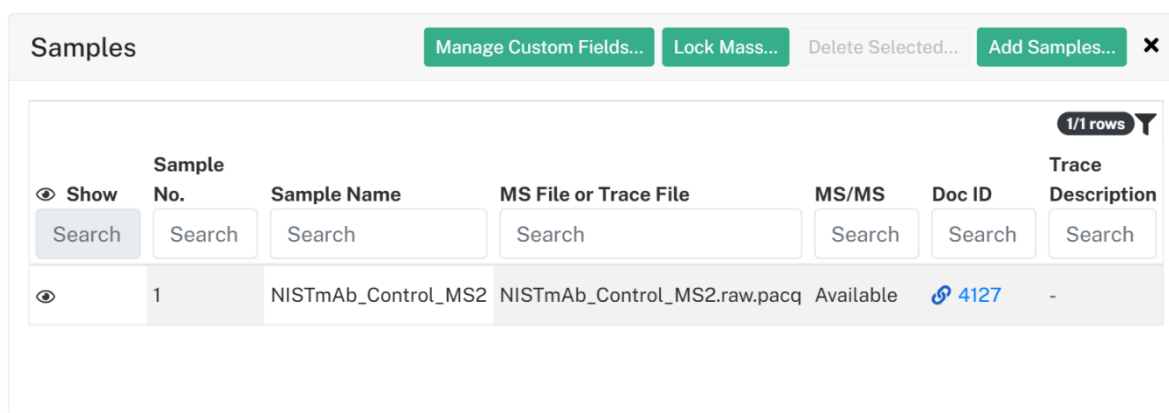 Samples
Manage Custom Fields... Lock Mass... Delete Selected... Add Samples...
1/1 rows
Show Sample No. Sample Name MS File or Trace File MS/MS Doc ID Trace Description
Search Search Search Search Search Search Search
1 NISTmAb_Control_MS2 NISTmAb_Control_MS2.raw.pacq Available 4127 -